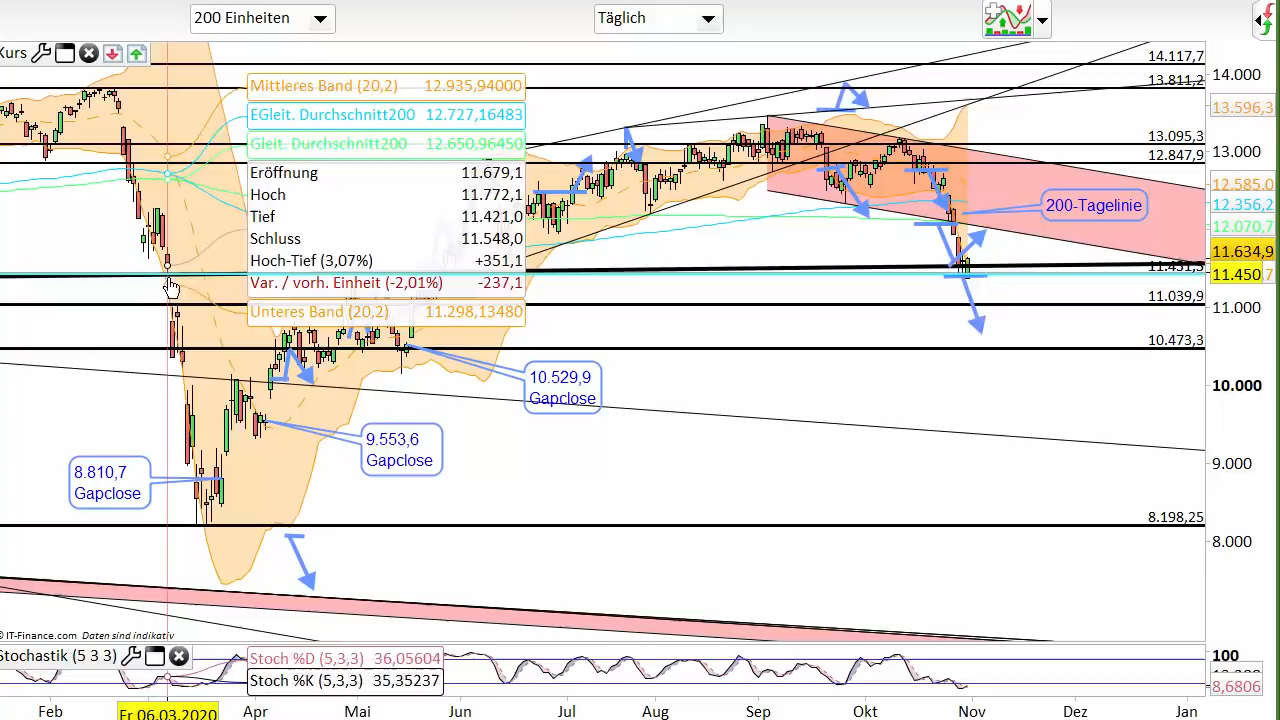 200 Einheiten
Täglich
Kurs
Mittleres Band (20,2) 12.935,94000
EGleit. Durchschnitt200 12.727,16483
Gleit. Durchschnitt200 12.650,96450
Eröffnung 11.679,1
Hoch 11.772,1
Tief 11.421,0
Schluss 11.548,0
Hoch-Tief (3,07%) +351,1
Var. / vorh. Einheit (-2,01%) -237,1
Unteres Band (20,2) 11.298,13480
14.117,7
13.811,2
13.095,3
12.847,9
11.431,3
11.039,9
10.473,3
8.198,25
14.000
13.596,3
13.000
12.585,0
12.356,2
12.070,7
11.634,9
11.450,7
11.000
10.000
9.000
8.000
200-Tagelinie
10.529,9
Gapclose
9.553,6
Gapclose
8.810,7
Gapclose
© IT-Finance.com Daten sind indikativ
Stochastik (5 3 3)
Stoch %D (5,3,3) 36,05604
Stoch %K (5,3,3) 35,35237
100
8,6806
Feb
Fr 06.03.2020
Apr
Mai
Jun
Jul
Aug
Sep
Okt
Nov
Dez
Jan